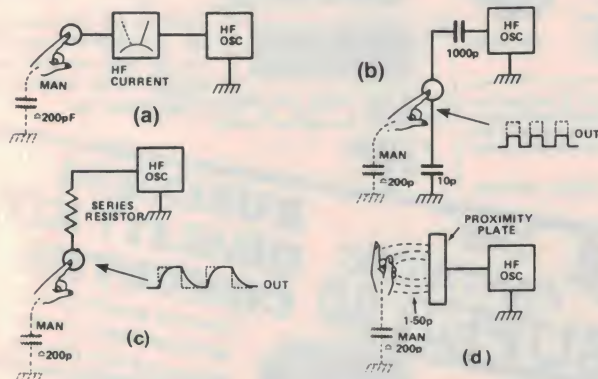 HF
OSC
MAN
HF
CURRENT
≏200pF
(a)
1000p
HF
OSC
(b)
OUT
MAN
≏200p
10p
HF
OSC
SERIES
RESISTOR
OUT
MAN
≏200p
(c)
PROXIMITY
PLATE
HF
OSC
1-50p
MAN
≏200p
(d)